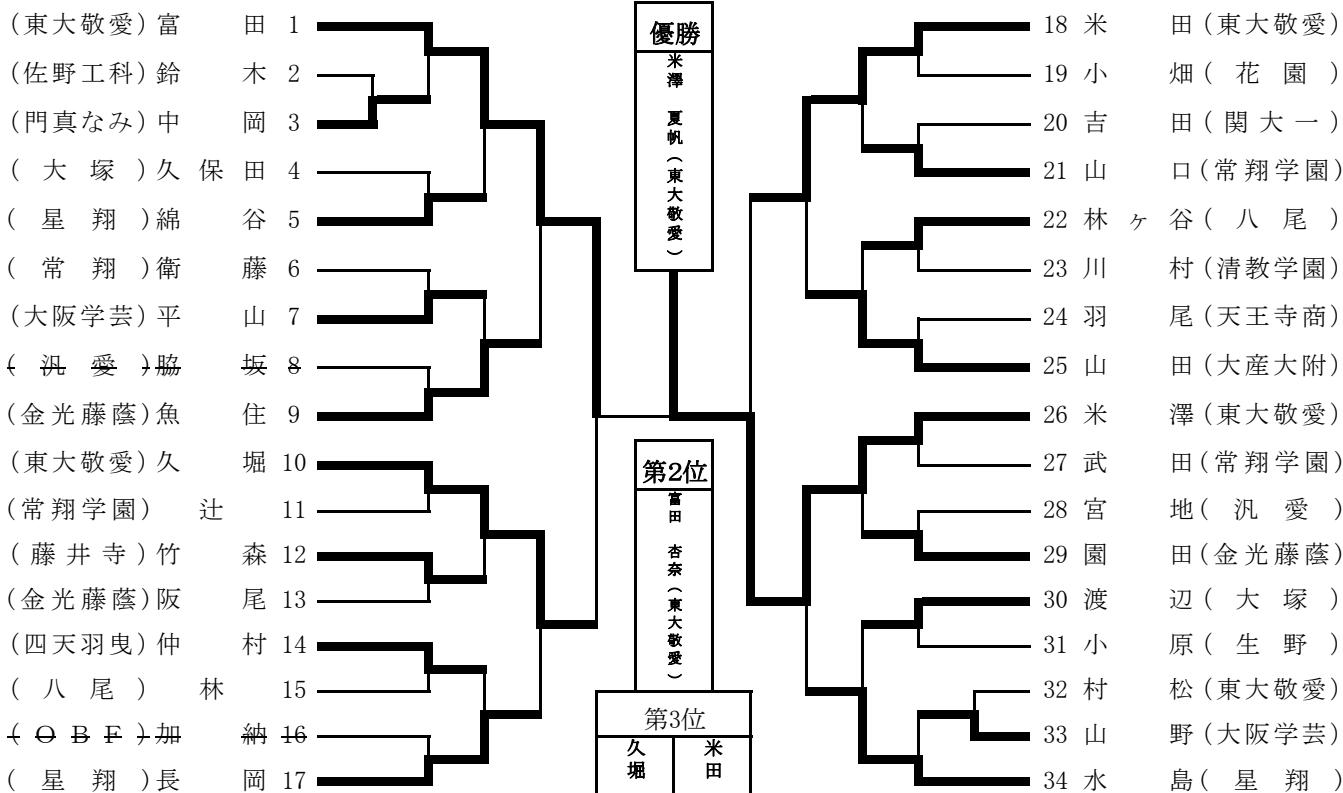 (東大敬愛)富田 1
(佐野工科)鈴木 2
(門真なみ)中岡 3
(大塚)久保田 4
(星翔)綿谷 5
(常翔)衛藤 6
(大阪学芸)平山 7
(汎愛)脇坂 8
(金光藤蔭)魚住 9
(東大敬愛)久堀 10
(常翔学園)辻 11
(藤井寺)竹森 12
(金光藤蔭)阪尾 13
(四天羽曳)仲村 14
(八尾)林 15
(OBF)加納 16
(星翔)長岡 17
優勝
米澤 夏帆(東大敬愛)
第2位
富田 杏奈(東大敬愛)
第3位
久堀
米田
18 米田(東大敬愛)
19 小畑(花園)
20 吉田(関大一)
21 山口(常翔学園)
22 林ヶ谷(八尾)
23 川村(清教学園)
24 羽尾(天王寺商)
25 山田(大産大附)
26 米澤(東大敬愛)
27 武田(常翔学園)
28 宮地(汎愛)
29 園田(金光藤蔭)
30 渡辺(大塚)
31 小原(生野)
32 村松(東大敬愛)
33 山野(大阪学芸)
34 水島(星翔)